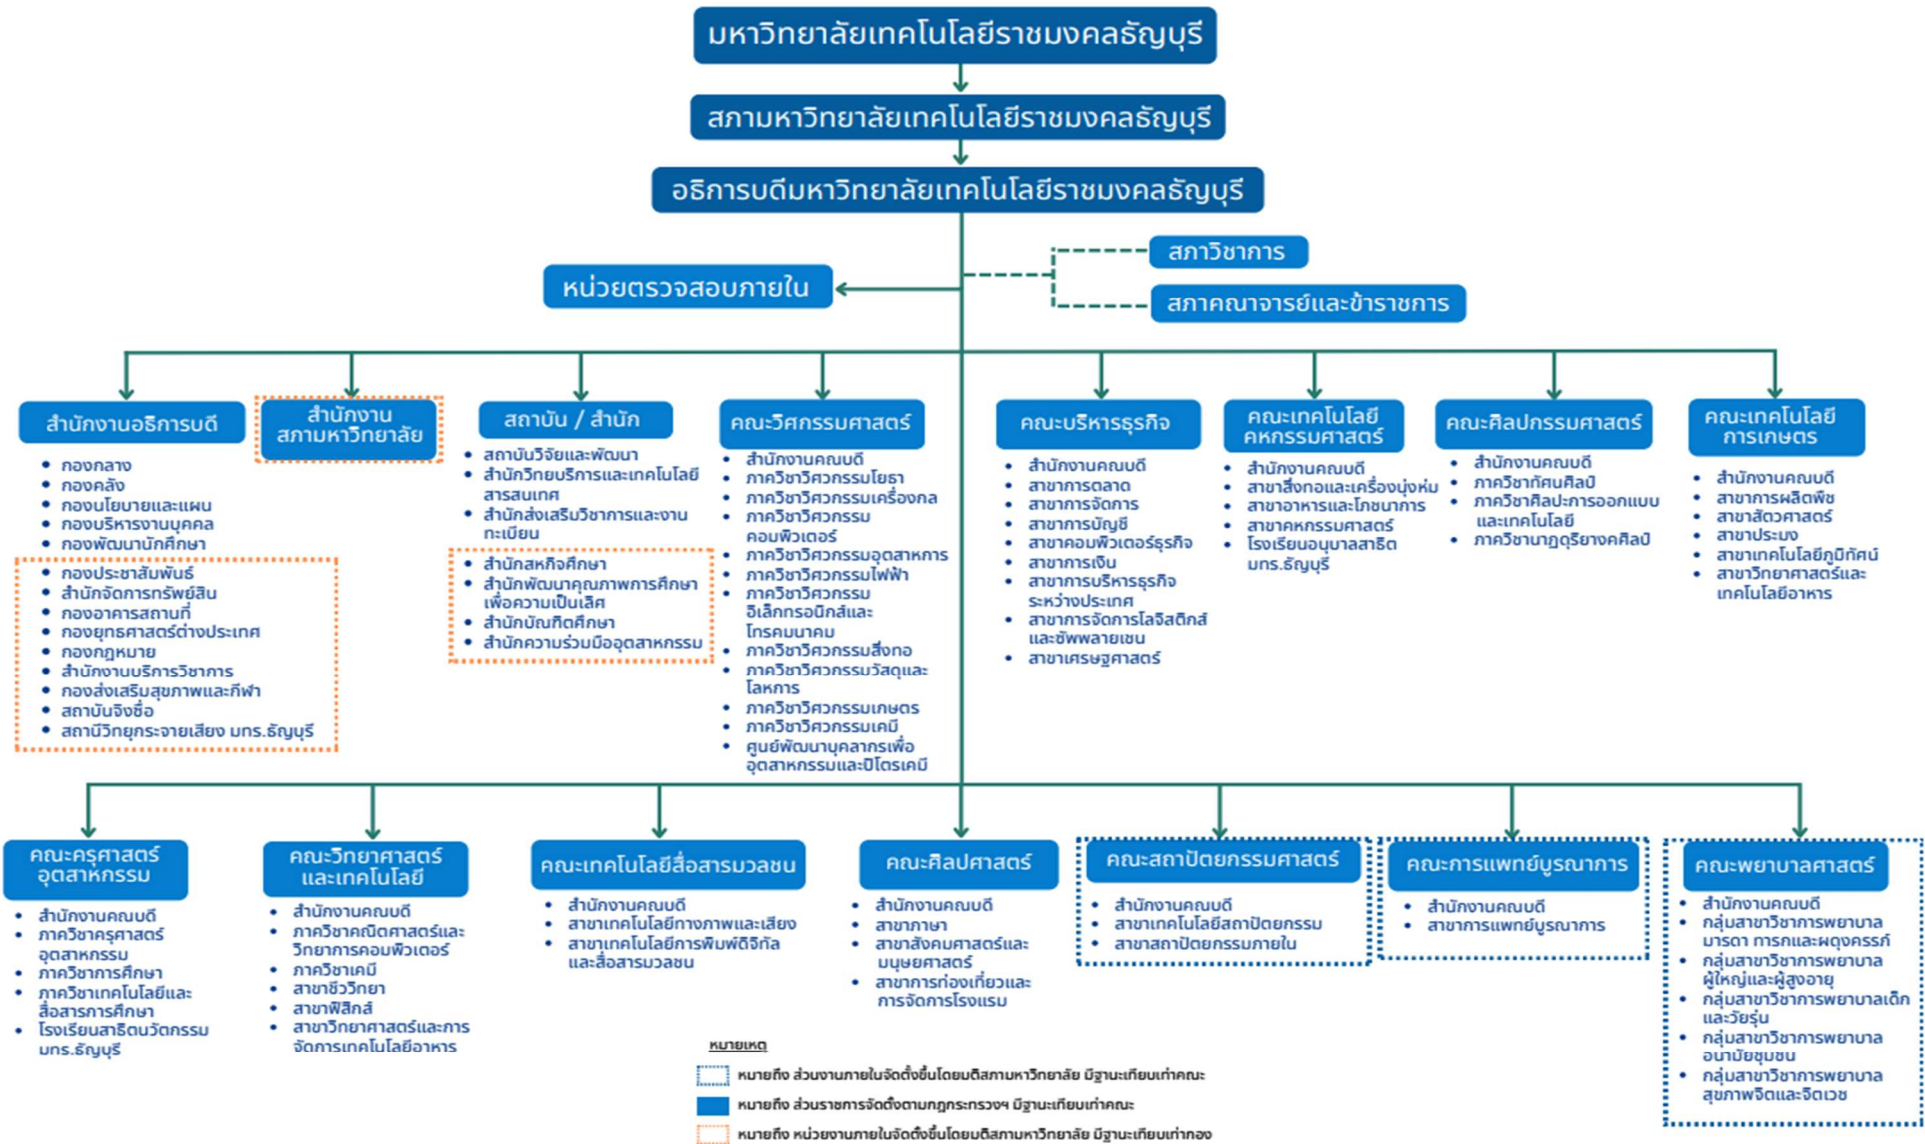 มหาวิทยาลัยเทคโนโลยีราชมงคลธัญบุรี
สภามหาวิทยาลัยเทคโนโลยีราชมงคลธัญบุรี
อธิการบดีมหาวิทยาลัยเทคโนโลยีราชมงคลธัญบุรี
สภาวิชาการ
หน่วยตรวจสอบภายใน
สภาคณาจารย์และข้าราชการ
สำนักงานอธิการบดี
กองกลาง
กองคลัง
กองนโยบายและแผน
กองบริหารงานบุคคล
กองพัฒนานักศึกษา
กองประชาสัมพันธ์
สำนักจัดการทรัพย์สิน
กองอาคารสถานที่
กองยุทธศาสตร์ต่างประเทศ
กองกฎหมาย
สำนักงานบริการวิชาการ
กองส่งเสริมสุขภาพและกีฬา
สถาบันจิงซื่อ
สถานีวิทยุกระจายเสียง มทร.ธัญบุรี
สำนักงาน
สภามหาวิทยาลัย
สถาบัน / สำนัก
สถาบันวิจัยและพัฒนา
สำนักวิทยบริการและเทคโนโลยี
สารสนเทศ
สำนักส่งเสริมวิชาการและงาน
ทะเบียน
สำนักสหกิจศึกษา
สำนักพัฒนาคุณภาพการศึกษา
เพื่อความเป็นเลิศ
สำนักบัณฑิตศึกษา
สำนักความร่วมมืออุตสาหกรรม
คณะวิศกรรมศาสตร์
สำนักงานคณบดี
ภาควิชาวิศวกรรมโยธา
ภาควิชาวิศวกรรมเครื่องกล
ภาควิชาวิศวกรรม
คอมพิวเตอร์
ภาควิชาวิศวกรรมอุตสาหการ
ภาควิชาวิศวกรรมไฟฟ้า
ภาควิชาวิศวกรรม
อิเล็กทรอนิกส์และ
โทรคมนาคม
ภาควิชาวิศวกรรมสิ่งทอ
ภาควิชาวิศวกรรมวัสดุและ
โลหการ
ภาควิชาวิศวกรรมเกษตร
ภาควิชาวิศวกรรมเคมี
ศูนย์พัฒนาบุคลากรเพื่อ
อุตสาหกรรมและปิโตรเคมี
คณะบริหารธุรกิจ
สำนักงานคณบดี
สาขาการตลาด
สาขาการจัดการ
สาขาการบัญชี
สาขาคอมพิวเตอร์ธุรกิจ
สาขาการเงิน
สาขาการบริหารธุรกิจ
ระหว่างประเทศ
สาขาการจัดการโลจิสติกส์
และซัพพลายเชน
สาขาเศรษฐศาสตร์
คณะเทคโนโลยี
คหกรรมศาสตร์
สำนักงานคณบดี
สาขาสิ่งทอและเครื่องนุ่งห่ม
สาขาอาหารและโภชนาการ
สาขาคหกรรมศาสตร์
โรงเรียนอนุบาลสาธิต
มทร.ธัญบุรี
คณะศิลปกรรมศาสตร์
สำนักงานคณบดี
ภาควิชาทัศนศิลป์
ภาควิชาศิลปะการออกแบบ
และเทคโนโลยี
ภาควิชานาฏดุริยางคศิลป์
คณะเทคโนโลยี
การเกษตร
สำนักงานคณบดี
สาขาการผลิตพืช
สาขาสัตวศาสตร์
สาขาประมง
สาขาเทคโนโลยีภูมิทัศน์
สาขาวิทยาศาสตร์และ
เทคโนโลยีอาหาร
คณะครุศาสตร์
อุตสาหกรรม
สำนักงานคณบดี
ภาควิชาครุศาสตร์
อุตสาหกรรม
ภาควิชาการศึกษา
ภาควิชาเทคโนโลยีและ
สื่อสารการศึกษา
โรงเรียนสาธิตนวัตกรรม
มทร.ธัญบุรี
คณะวิทยาศาสตร์
และเทคโนโลยี
สำนักงานคณบดี
ภาควิชาคณิตศาสตร์และ
วิทยาการคอมพิวเตอร์
ภาควิชาเคมี
สาขาชีววิทยา
สาขาฟิสิกส์
สาขาวิทยาศาสตร์และการ
จัดการเทคโนโลยีอาหาร
คณะเทคโนโลยีสื่อสารมวลชน
สำนักงานคณบดี
สาขาเทคโนโลยีทางภาพและเสียง
สาขาเทคโนโลยีการพิมพ์ดิจิทัล
และสื่อสารมวลชน
คณะศิลปศาสตร์
สำนักงานคณบดี
สาขาภาษา
สาขาสังคมศาสตร์และ
มนุษยศาสตร์
สาขาการท่องเที่ยวและ
การจัดการโรงแรม
คณะสถาปัตยกรรมศาสตร์
สำนักงานคณบดี
สาขาเทคโนโลยีสถาปัตยกรรม
สาขาสถาปัตยกรรมภายใน
คณะการแพทย์บูรณาการ
สำนักงานคณบดี
สาขาการแพทย์บูรณาการ
คณะพยาบาลศาสตร์
สำนักงานคณบดี
กลุ่มสาขาวิชาการพยาบาล
มารดา ทารกและผดุงครรภ์
กลุ่มสาขาวิชาการพยาบาล
ผู้ใหญ่และผู้สูงอายุ
กลุ่มสาขาวิชาการพยาบาลเด็ก
และวัยรุ่น
กลุ่มสาขาวิชาการพยาบาล
อนามัยชุมชน
กลุ่มสาขาวิชาการพยาบาล
สุขภาพจิตและจิตเวช
หมายเหตุ
หมายถึง ส่วนงานภายในจัดตั้งขึ้นโดยมติสภามหาวิทยาลัย มีฐานะเทียบเท่าคณะ
หมายถึง ส่วนราชการจัดตั้งตามกฎกระทรวงฯ มีฐานะเทียบเท่าคณะ
หมายถึง หน่วยงานภายในจัดตั้งขึ้นโดยมติสภามหาวิทยาลัย มีฐานะเทียบเท่ากอง